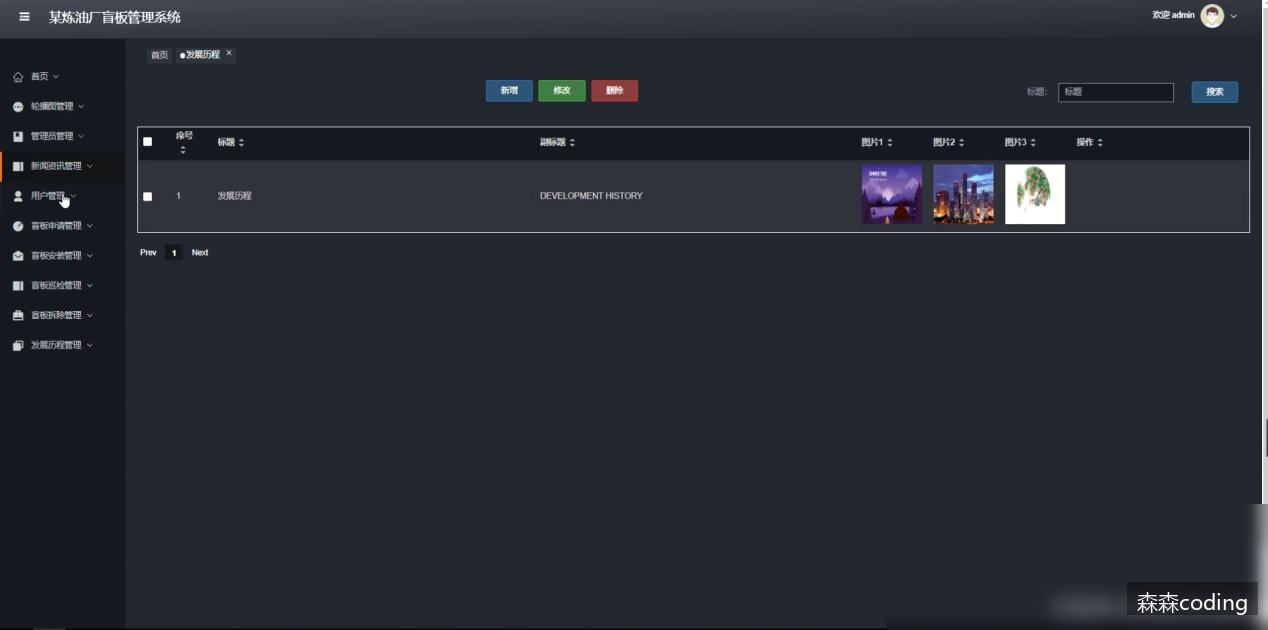 某炼油厂盲板管理系统
欢迎 admin
首页
轮播图管理
管理员管理
新闻资讯管理
用户管理
盲板申请管理
盲板安装管理
盲板巡检管理
盲板拆除管理
发展历程管理
首页
发展历程
新增
修改
删除
标题:
标题
搜索
序号
标题
副标题
图片1
图片2
图片3
操作
1
发展历程
DEVELOPMENT HISTORY
Prev
1
Next
森森coding